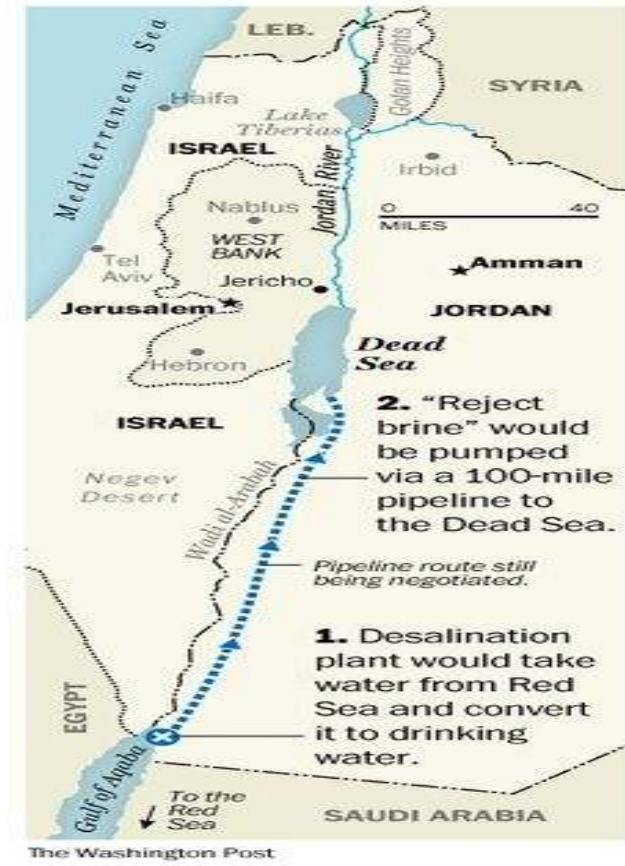 Mediterranean Sea
LEB.
Golan Heights
SYRIA
Haifa
Lake
Tiberias
ISRAEL
Jordan River
Irbid
Nablus
0 40
MILES
WEST
BANK
Tel
Aviv
Jericho
Amman
Jerusalem
JORDAN
Dead
Sea
Hebron
ISRAEL
2. “Reject
brine” would
be pumped
via a 100-mile
pipeline to
the Dead Sea.
Negev
Desert
Wadi al-Arabah
Pipeline route still
being negotiated.
1. Desalination
plant would take
water from Red
Sea and convert
it to drinking
water.
EGYPT
Gulf of Aqaba
To the
Red
Sea
SAUDI ARABIA
The Washington Post